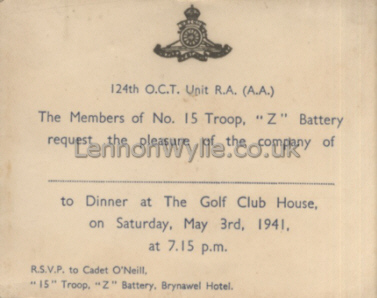 124th O.C.T. Unit R.A. (A.A.)
The Members of No. 15 Troop, "Z" Battery
request the pleasure of the company of
LennonWylie.co.uk
to Dinner at The Golf Club House,
on Saturday, May 3rd, 1941,
at 7.15 p.m.
R.S.V.P. to Cadet O'Neill,
"15" Troop, "Z" Battery, Brynawel Hotel.